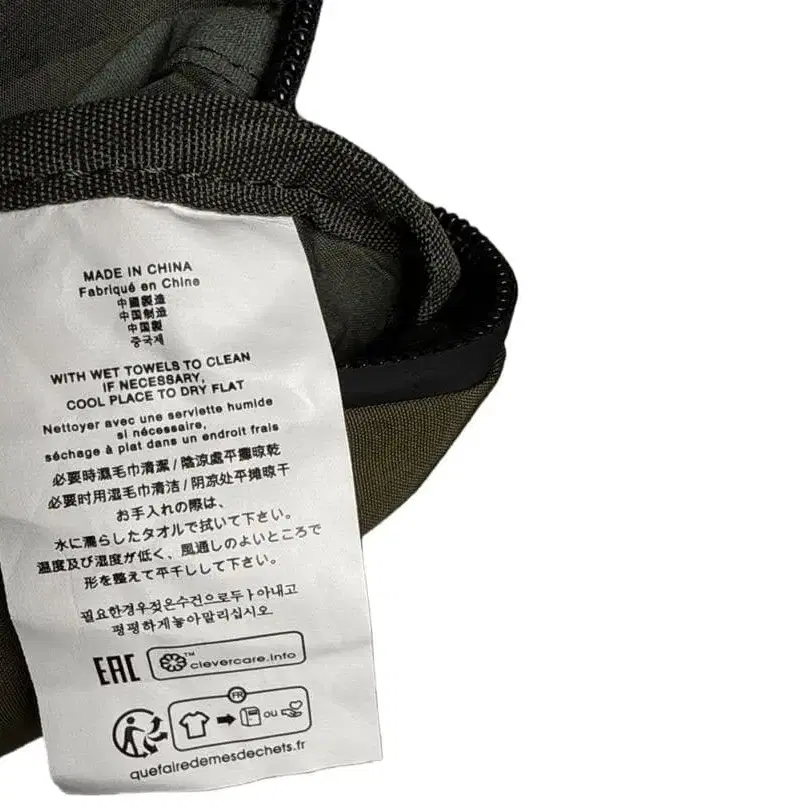 MADE IN CHINA
Fabriqué en Chine
中國製造
中国制造
中国製
중국제
WITH WET TOWELS TO CLEAN
IF NECESSARY,
COOL PLACE TO DRY FLAT
Nettoyer avec une serviette humide
si nécessaire,
séchage à plat dans un endroit frais
必要時濕毛巾清潔/陰涼處平攤晾乾
必要时用湿毛巾清洁/阴凉处平摊晾干
お手入れの際は、
水に濡らしたタオルで拭いて下さい。
温度及び湿度が低く、風通しのよいところで
形を整えて平干しして下さい。
필요한경우젖은수건으로두ㅏ아내고
평평하게놓아말리십시오.
EAC
TM clevercare.info
FR
ou
quefairedemesdechets.fr